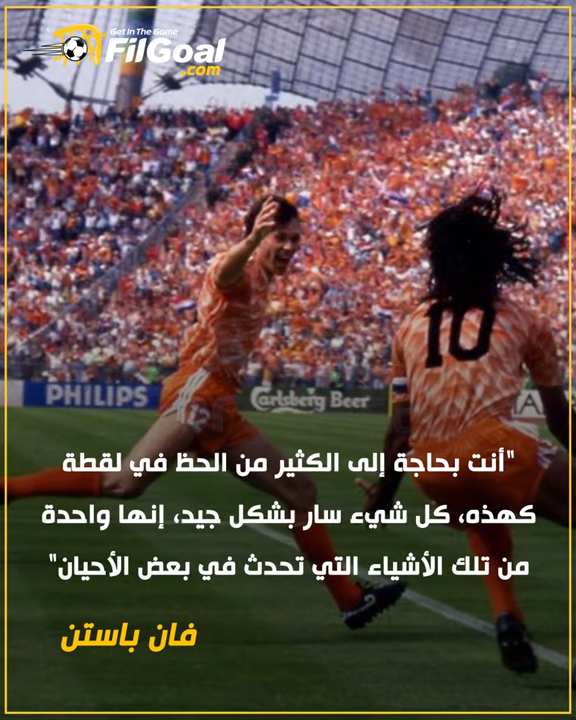 Get In The Game
FilGoal
.com
10
12
PHILIPS
Carlsberg Beer
"أنت بحاجة إلى الكثير من الحظ في لقطة
كهذه، كل شيء سار بشكل جيد، إنها واحدة
من تلك الأشياء التي تحدث في بعض الأحيان"
فان باستن